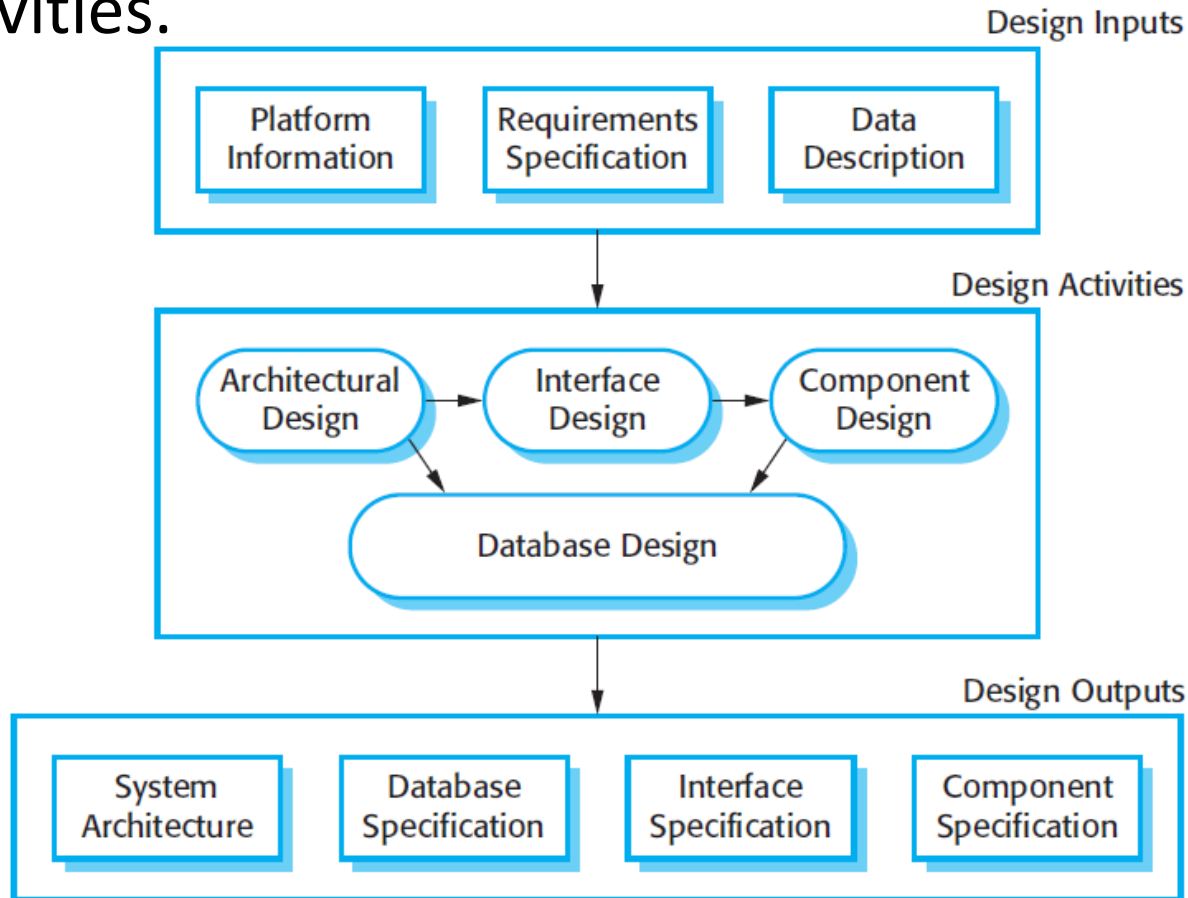 vities.
Design Inputs
Platform
Information
Requirements
Specification
Data
Description
Design Activities
Architectural
Design
Interface
Design
Component
Design
Database Design
Design Outputs
System
Architecture
Database
Specification
Interface
Specification
Component
Specification